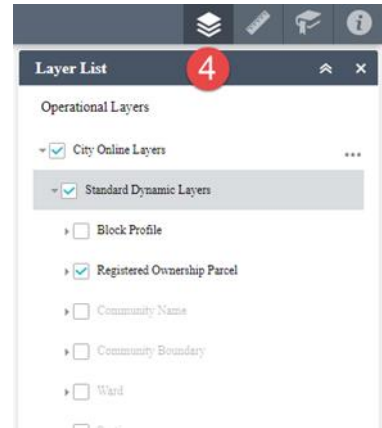 Layer List
4
Operational Layers
City Online Layers
Standard Dynamic Layers
Block Profile
Registered Ownership Parcel
Community Name
Community Boundary
Ward